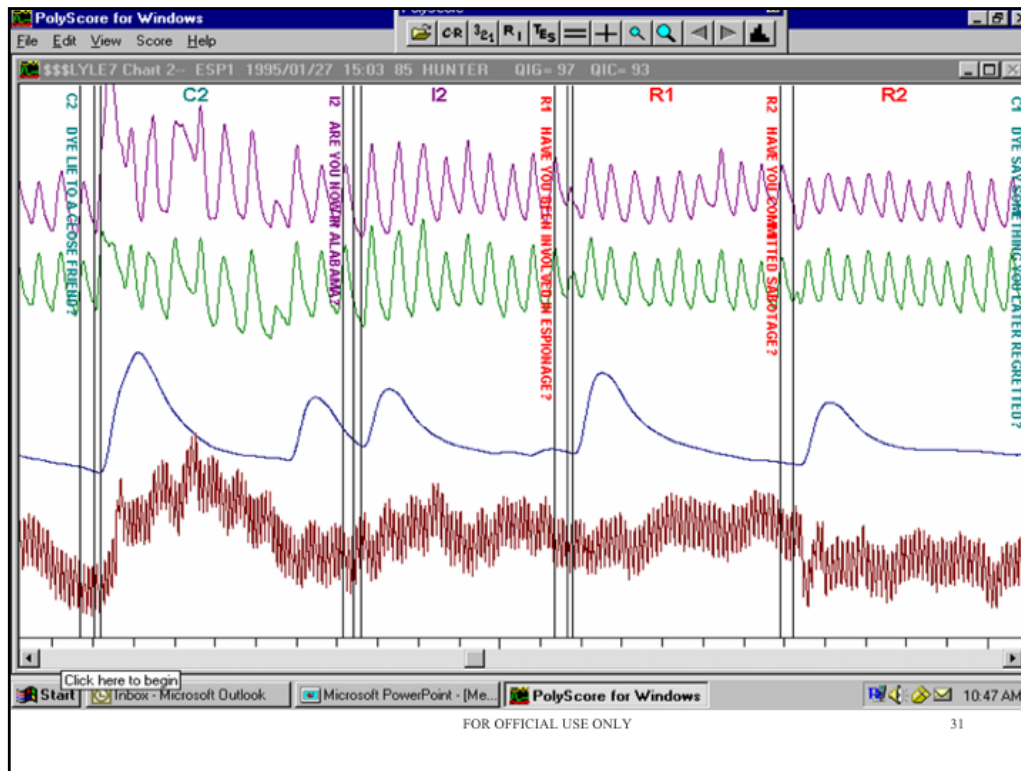 PolyScore for Windows
File Edit View Score Help
CR 321 RI TES
$$$LYLE7 Chart 2-- ESP1 1995/01/27 15:03 85 HUNTER QIG= 97 QIC= 93
C2 I2 R1 R2
C2 DYE LIE TO A CLOSE FRIEND?
I2 ARE YOU NOW IN ALABAMA?
R1 HAVE YOU BEEN INVOLVED IN ESPIONAGE?
R2 HAVE YOU COMMITTED SABOTAGE?
C1 DYE SAY SOMETHING YOU LATER REGRETTED?
Click here to begin
Start Inbox - Microsoft Outlook Microsoft PowerPoint - [Me... PolyScore for Windows 10:47 AM
FOR OFFICIAL USE ONLY 31